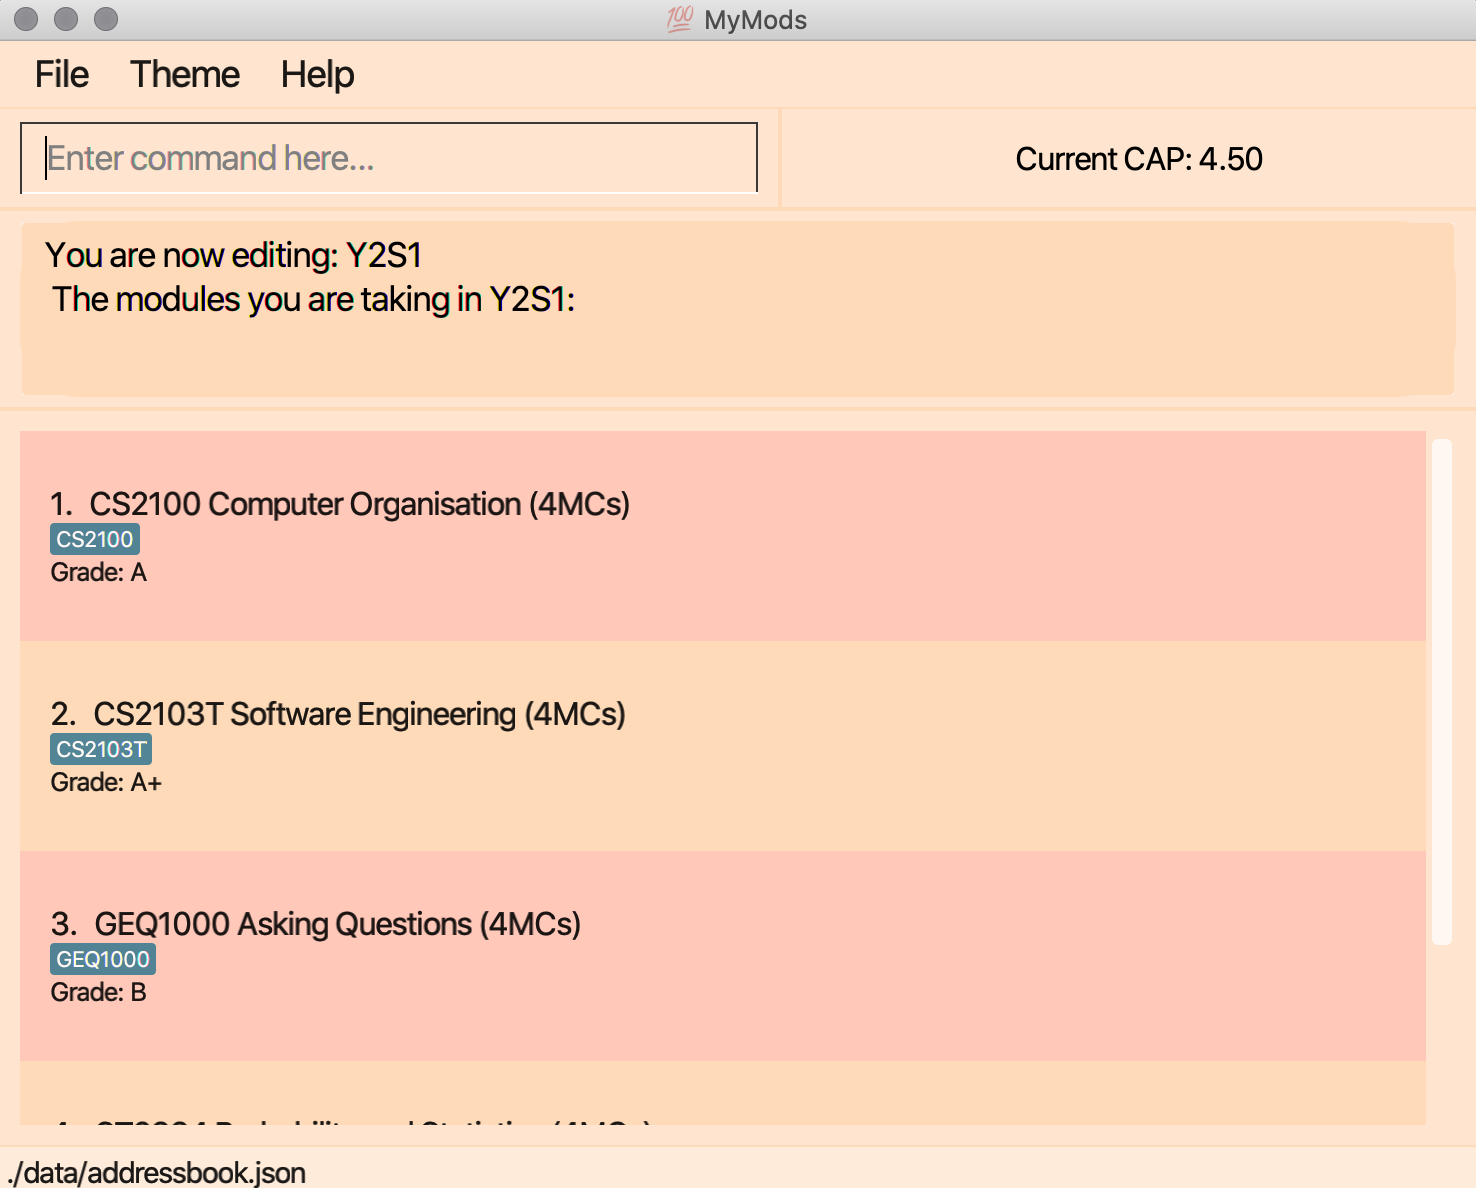 💯 MyMods
File Theme Help
Enter command here...
Current CAP: 4.50
You are now editing: Y2S1
The modules you are taking in Y2S1:
1. CS2100 Computer Organisation (4MCs)
CS2100
Grade: A
2. CS2103T Software Engineering (4MCs)
CS2103T
Grade: A+
3. GEQ1000 Asking Questions (4MCs)
GEQ1000
Grade: B
./data/addressbook.json